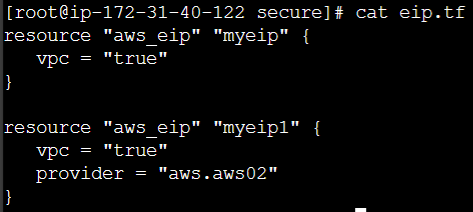 [root@ip-172-31-40-122 secure]# cat eip.tf
resource "aws_eip" "myeip" {
   vpc = "true"
}

resource "aws_eip" "myeip1" {
   vpc = "true"
   provider = "aws.aws02"
}